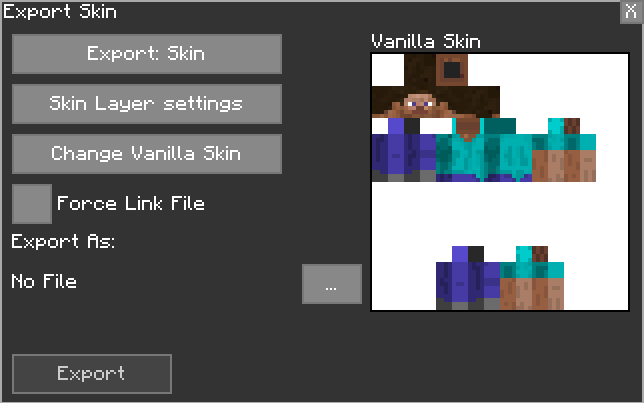 Export Skin
X
Export: Skin
Vanilla Skin
Skin Layer settings
Change Vanilla Skin
Force Link File
Export As:
No File
...
Export